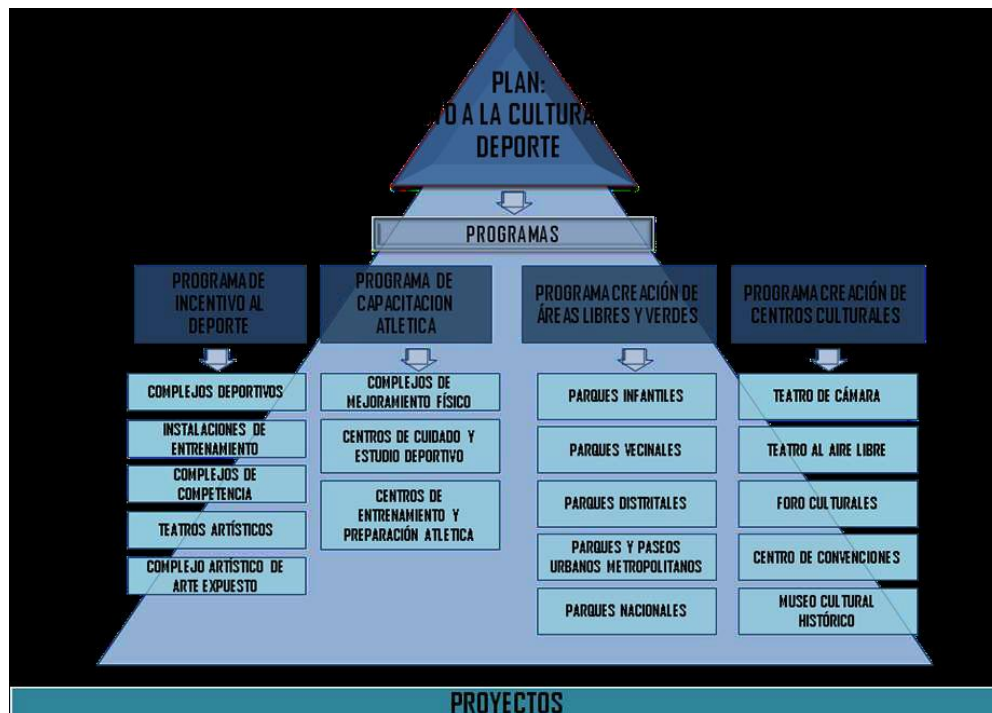 PLAN:
A LA CULTURA
DEPORTE
PROGRAMAS
PROGRAMA DE
INCENTIVO AL
DEPORTE
COMPLEJOS DEPORTIVOS
INSTALACIONES DE
ENTRENAMIENTO
COMPLEJOS DE
COMPETENCIA
TEATROS ARTÍSTICOS
COMPLEJO ARTÍSTICO DE
ARTE EXPUESTO
PROGRAMA DE
CAPACITACION
ATLETICA
COMPLEJOS DE
MEJORAMIENTO FÍSICO
CENTROS DE CUIDADO Y
ESTUDIO DEPORTIVO
CENTROS DE
ENTRENAMIENTO Y
PREPARACIÓN ATLETICA
PROGRAMA CREACIÓN DE
ÁREAS LIBRES Y VERDES
PARQUES INFANTILES
PARQUES VECINALES
PARQUES DISTRITALES
PARQUES Y PASEOS
URBANOS METROPOLITANOS
PARQUES NACIONALES
PROGRAMA CREACIÓN DE
CENTROS CULTURALES
TEATRO DE CÁMARA
TEATRO AL AIRE LIBRE
FORO CULTURALES
CENTRO DE CONVENCIONES
MUSEO CULTURAL
HISTÓRICO
PROYECTOS